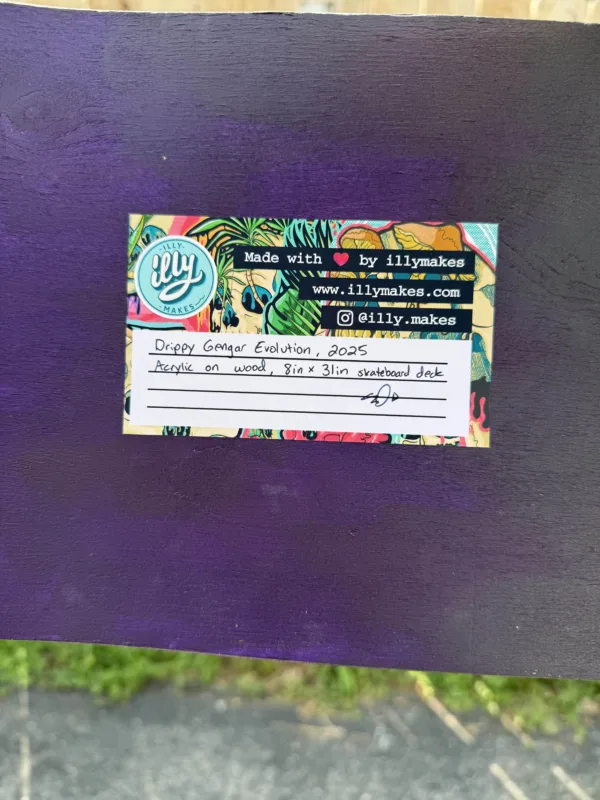 ·ILLY·
illy
MAKES
Made with ❤ by illymakes
www.illymakes.com
@illy.makes
Drippy Gengar Evolution, 2025
Acrylic on wood, 8in x 31in skateboard deck